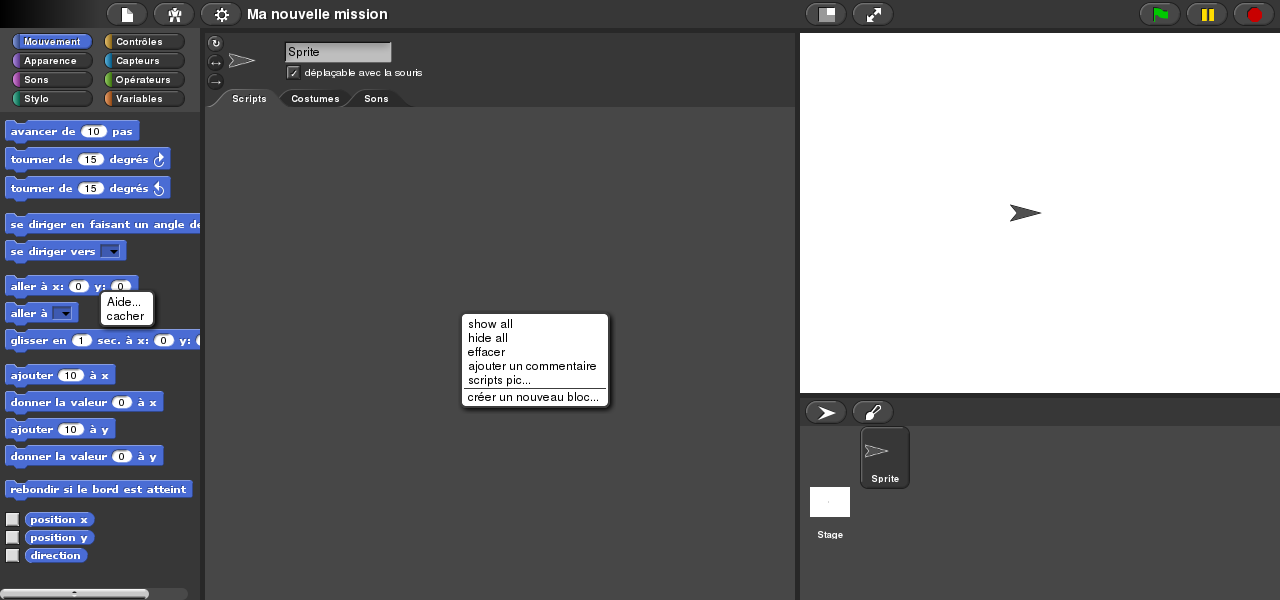 Ma nouvelle mission
Mouvement
Contrôles
Apparence
Capteurs
Sons
Opérateurs
Stylo
Variables
Sprite
déplaçable avec la souris
Scripts
Costumes
Sons
avancer de 10 pas
tourner de 15 degrés
tourner de 15 degrés
se diriger en faisant un angle de
se diriger vers
aller à x: 0 y: 0
Aide...
cacher
aller à
glisser en 1 sec. à x: 0 y:
ajouter 10 à x
donner la valeur 0 à x
ajouter 10 à y
donner la valeur 0 à y
rebondir si le bord est atteint
position x
position y
direction
show all
hide all
effacer
ajouter un commentaire
scripts pic...
créer un nouveau bloc...
Sprite
Stage